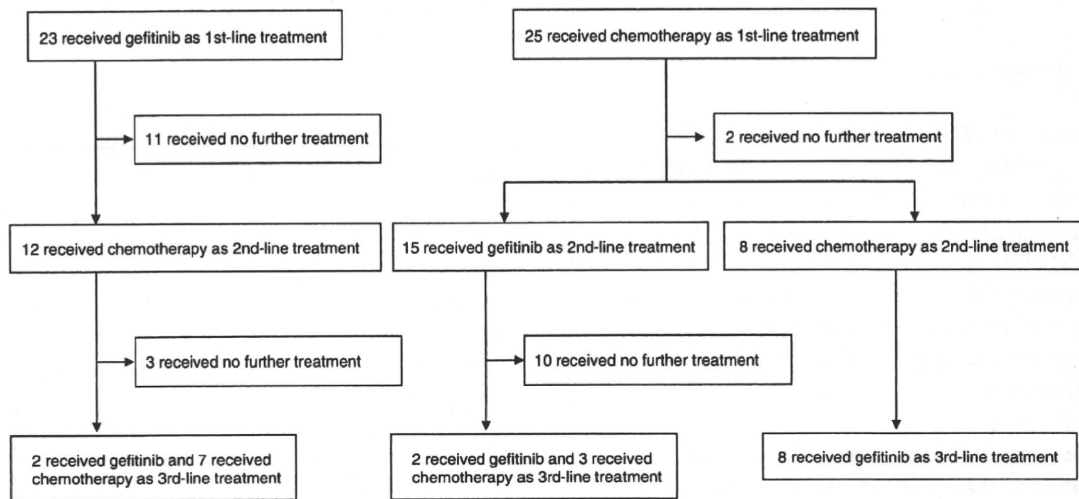 23 received gefitinib as 1st-line treatment
25 received chemotherapy as 1st-line treatment
11 received no further treatment
2 received no further treatment
12 received chemotherapy as 2nd-line treatment
15 received gefitinib as 2nd-line treatment
8 received chemotherapy as 2nd-line treatment
3 received no further treatment
10 received no further treatment
2 received gefitinib and 7 received
chemotherapy as 3rd-line treatment
2 received gefitinib and 3 received
chemotherapy as 3rd-line treatment
8 received gefitinib as 3rd-line treatment